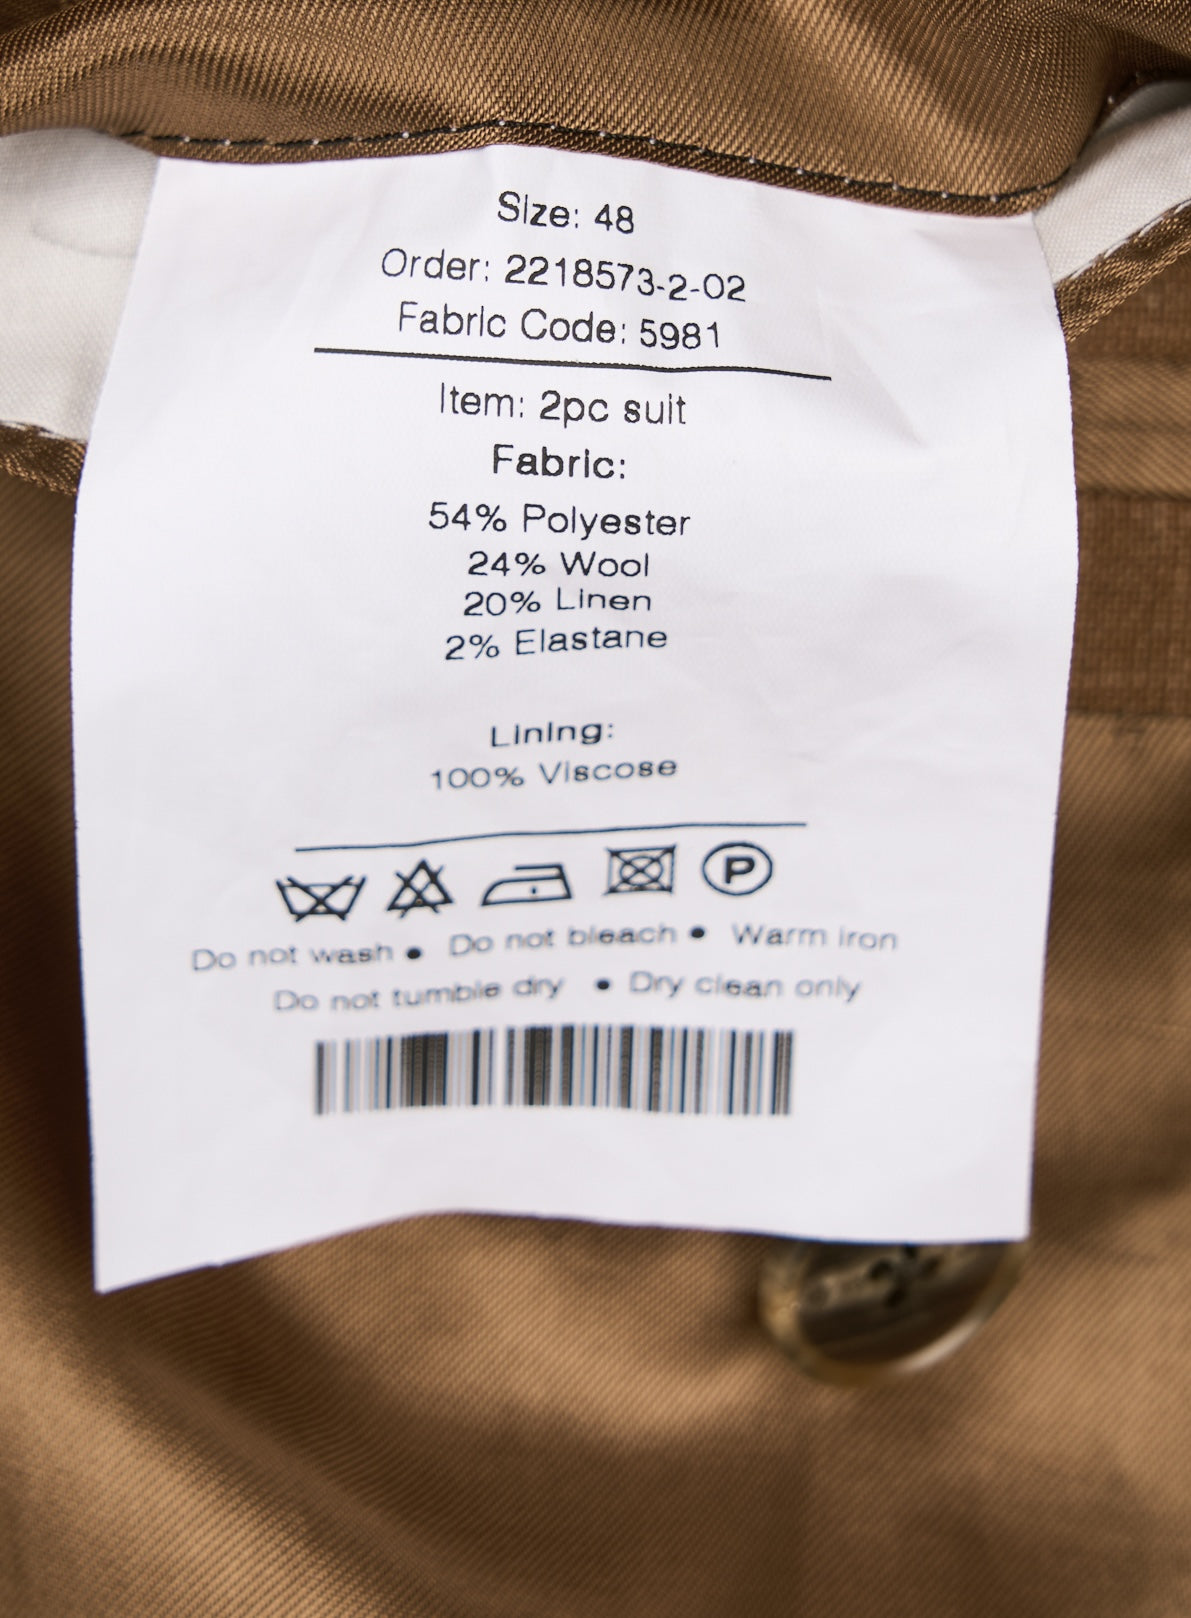 Size: 48
Order: 2218573-2-02
Fabric Code: 5981
Item: 2pc suit
Fabric:
54% Polyester
24% Wool
20% Linen
2% Elastane
Lining:
100% Viscose
P
Do not wash • Do not bleach • Warm iron
Do not tumble dry • Dry clean only